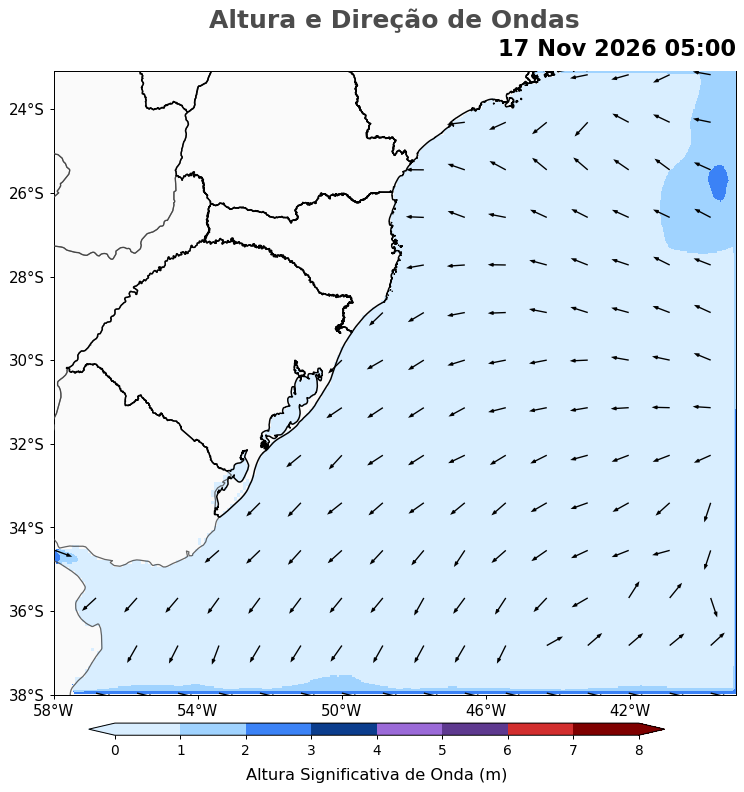 Altura e Direção de Ondas
17 Nov 2026 05:00
24°S
26°S
28°S
30°S
32°S
34°S
36°S
38°S
58°W 54°W 50°W 46°W 42°W
0 1 2 3 4 5 6 7 8
Altura Significativa de Onda (m)